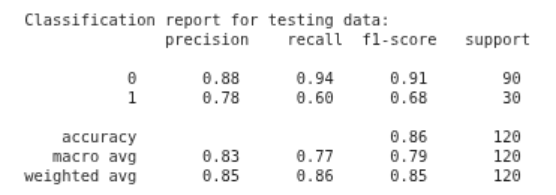 Classification report for testing data:
precision recall f1-score support
0 0.88 0.94 0.91 90
1 0.78 0.60 0.68 30
accuracy 0.86 120
macro avg 0.83 0.77 0.79 120
weighted avg 0.85 0.86 0.85 120